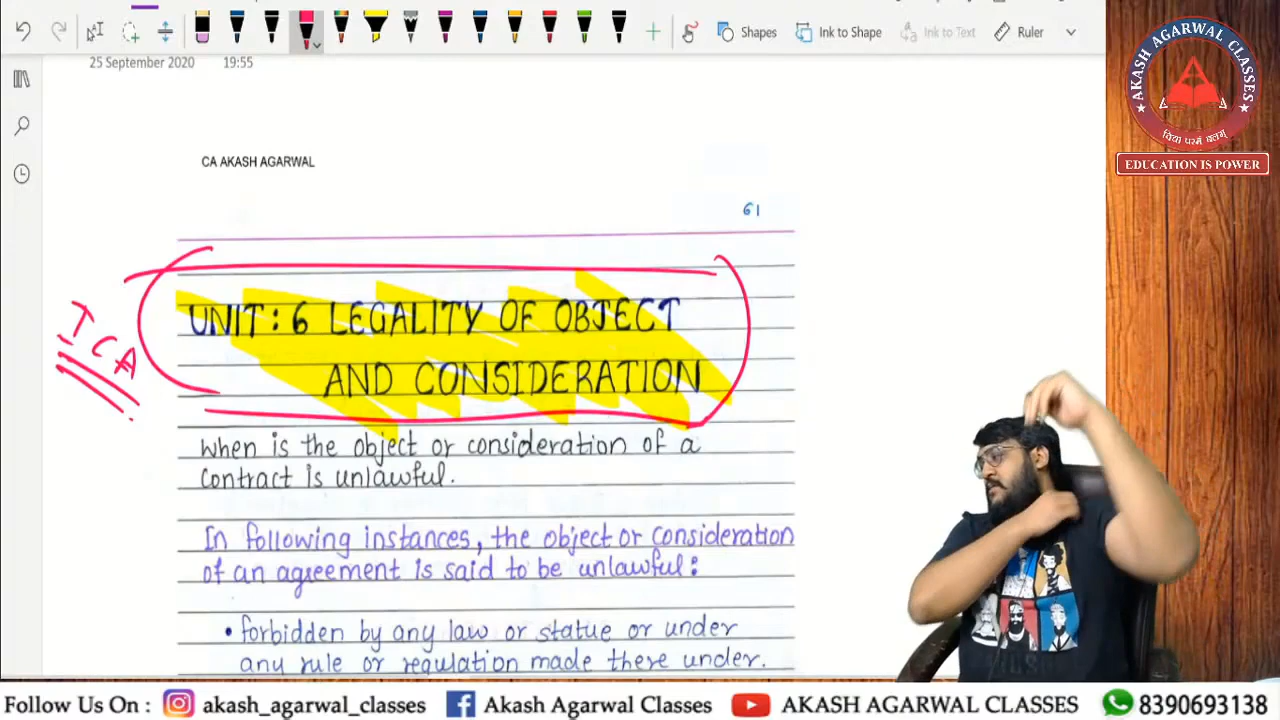 Shapes
Ink to Shape
Ink to Text
Ruler
25 September 2020 19:55
CA AKASH AGARWAL
61
UNIT: 6 LEGALITY OF OBJECT
AND CONSIDERATION
ICA
When is the object or consideration of a
Contract is unlawful.
In following instances, the object or consideration
of an agreement is said to be unlawful:
• forbidden by any law or statue or under
any rule or regulation made there under.
AKASH AGARWAL CLASSES
विद्या परमं बलम्
EDUCATION IS POWER
Follow Us On : akash_agarwal_classes Akash Agarwal Classes AKASH AGARWAL CLASSES 8390693138